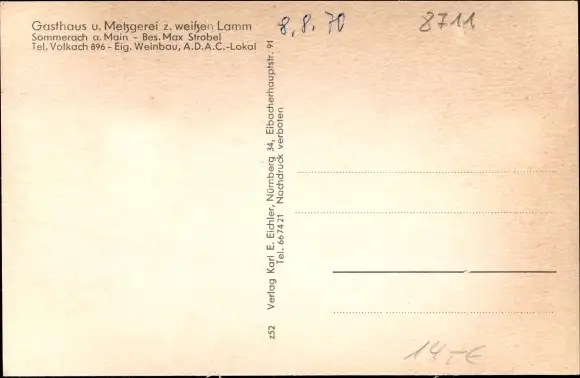 Gasthaus u. Metzgerei z. weißen Lamm
Sommerach a. Main - Bes. Max Strobel
Tel. Volkach 896 - Eig. Weinbau, A.D.A.C.-Lokal
8.8.70
8711
z52 Verlag Karl E. Eichler, Nürnberg 34, Eibacherhauptstr. 91
Tel. 667421 Nachdruck verboten
14,-€